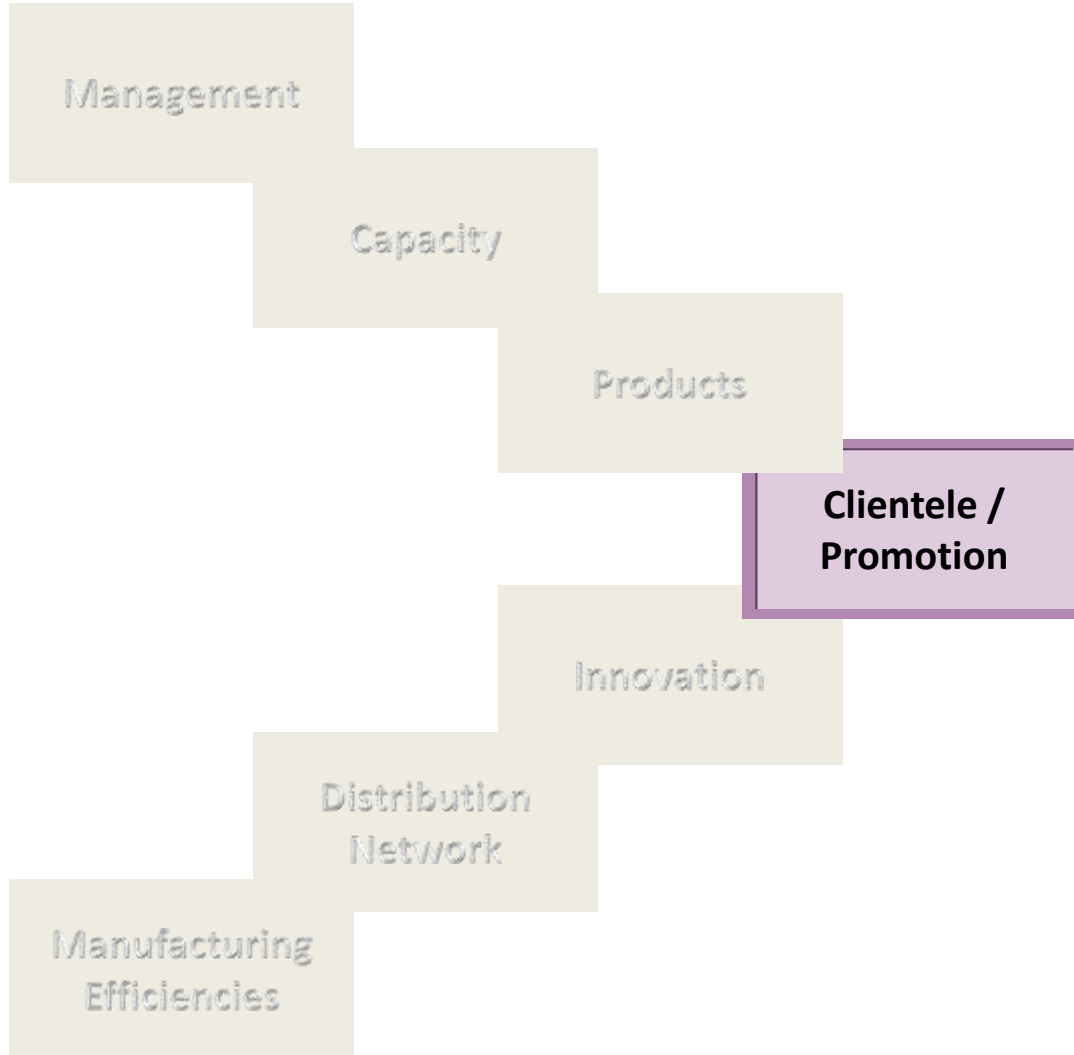 Management
Capacity
Products
Clientele /
Promotion
Innovation
Distribution
Network
Manufacturing
Efficiencies